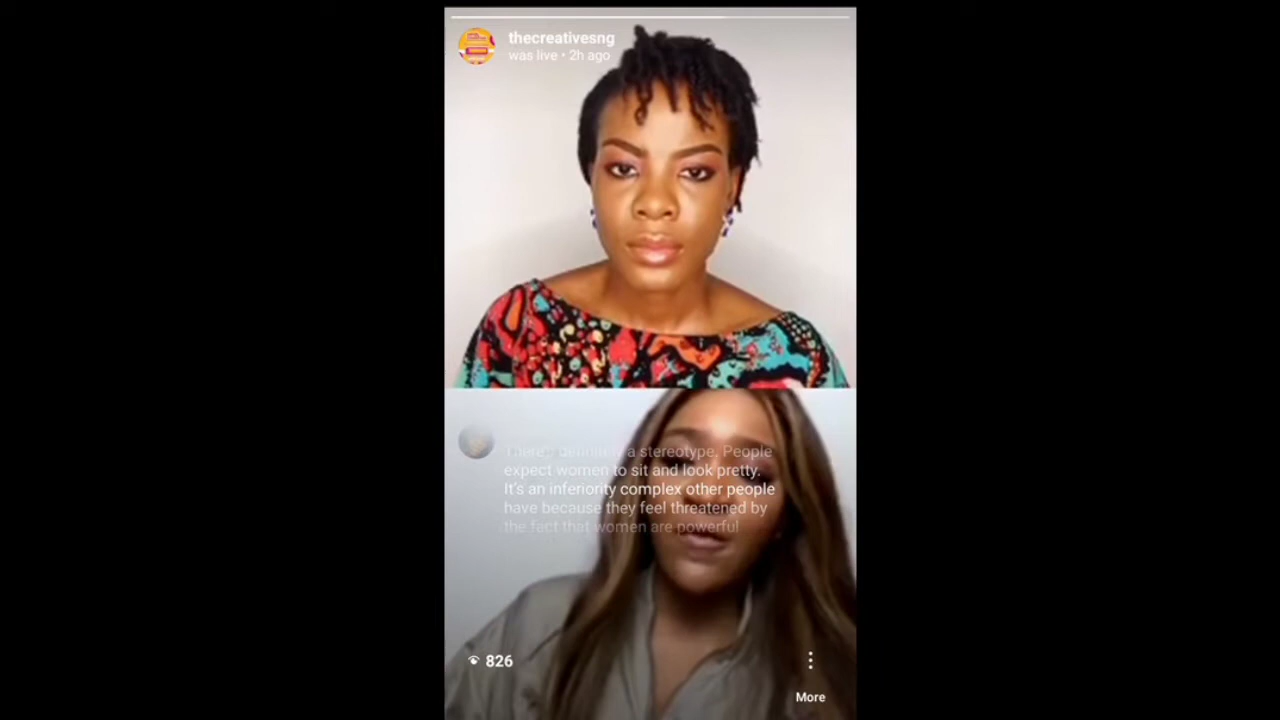 thecreativesng
was live • 2h ago
a stereotype. People
expect women to sit and look pretty.
It's an inferiority complex other people
have because they feel threatened by
the fact that women are powerful
826
More